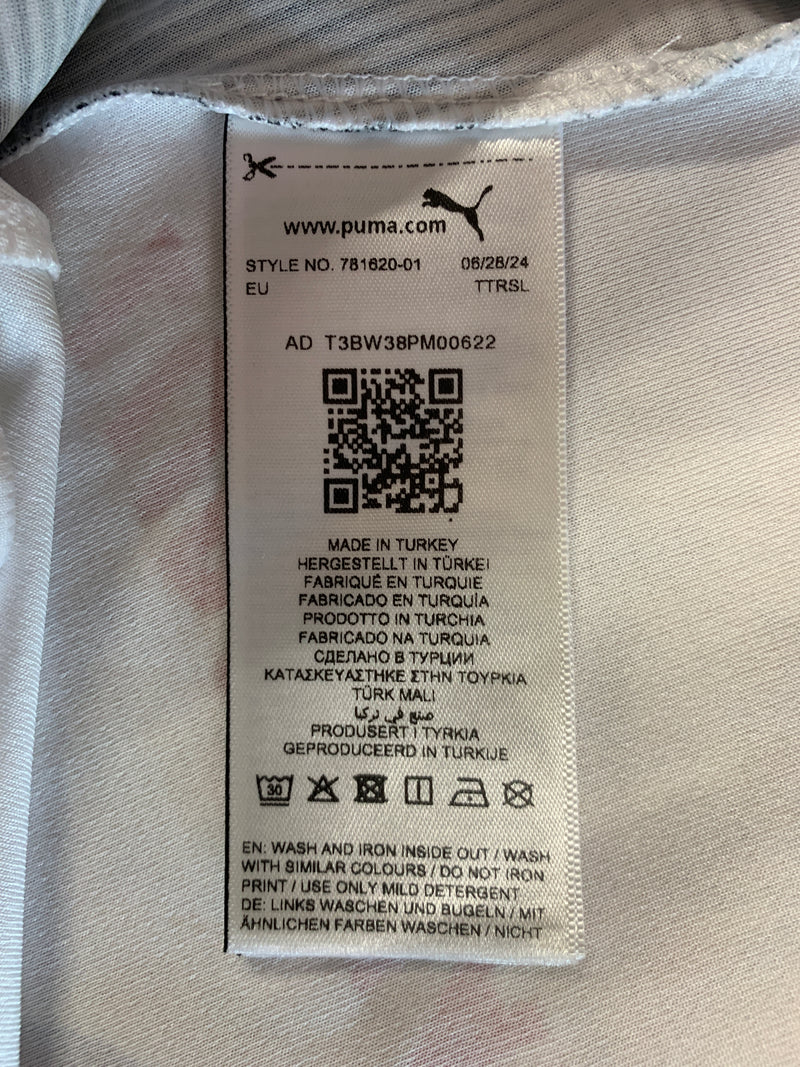 www.puma.com
STYLE NO. 781620-01 06/28/24
EU TTRSL
AD T3BW38PM00622
MADE IN TURKEY
HERGESTELLT IN TÜRKEI
FABRIQUÉ EN TURQUIE
FABRICADO EN TURQUÍA
PRODOTTO IN TURCHIA
FABRICADO NA TURQUIA
СДЕЛАНО В ТУРЦИИ
ΚΑΤΑΣΚΕΥΑΣΤΗΚΕ ΣΤΗΝ ΤΟΥΡΚΙΑ
TÜRK MALI
صنع في تركيا
PRODUSERT I TYRKIA
GEPRODUCEERD IN TURKIJE
30
EN: WASH AND IRON INSIDE OUT / WASH
WITH SIMILAR COLOURS / DO NOT IRON
PRINT / USE ONLY MILD DETERGENT
DE: LINKS WASCHEN UND BÜGELN / MIT
ÄHNLICHEN FARBEN WASCHEN / NICHT